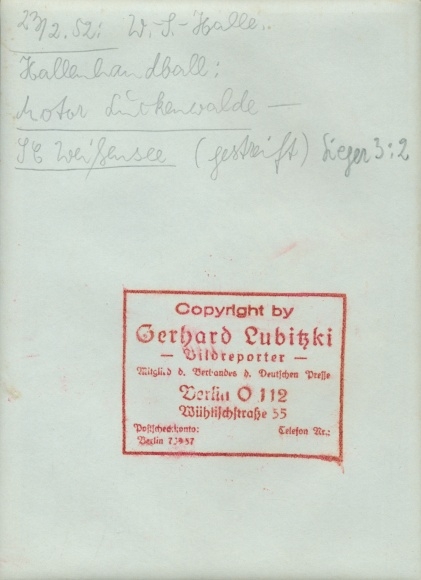 23/2.52: W.-S.-Halle..
Hallenhandball:
Motor Luckenwalde —
SC Weißensee (gestreift) Sieger 3:2
Copyright by
Gerhard Lubitzki
— Bildreporter —
Mitglied d. Verbandes d. Deutschen Presse
Berlin O 112
Wühlischstraße 55
Postscheckkonto: Telefon Nr.:
Berlin